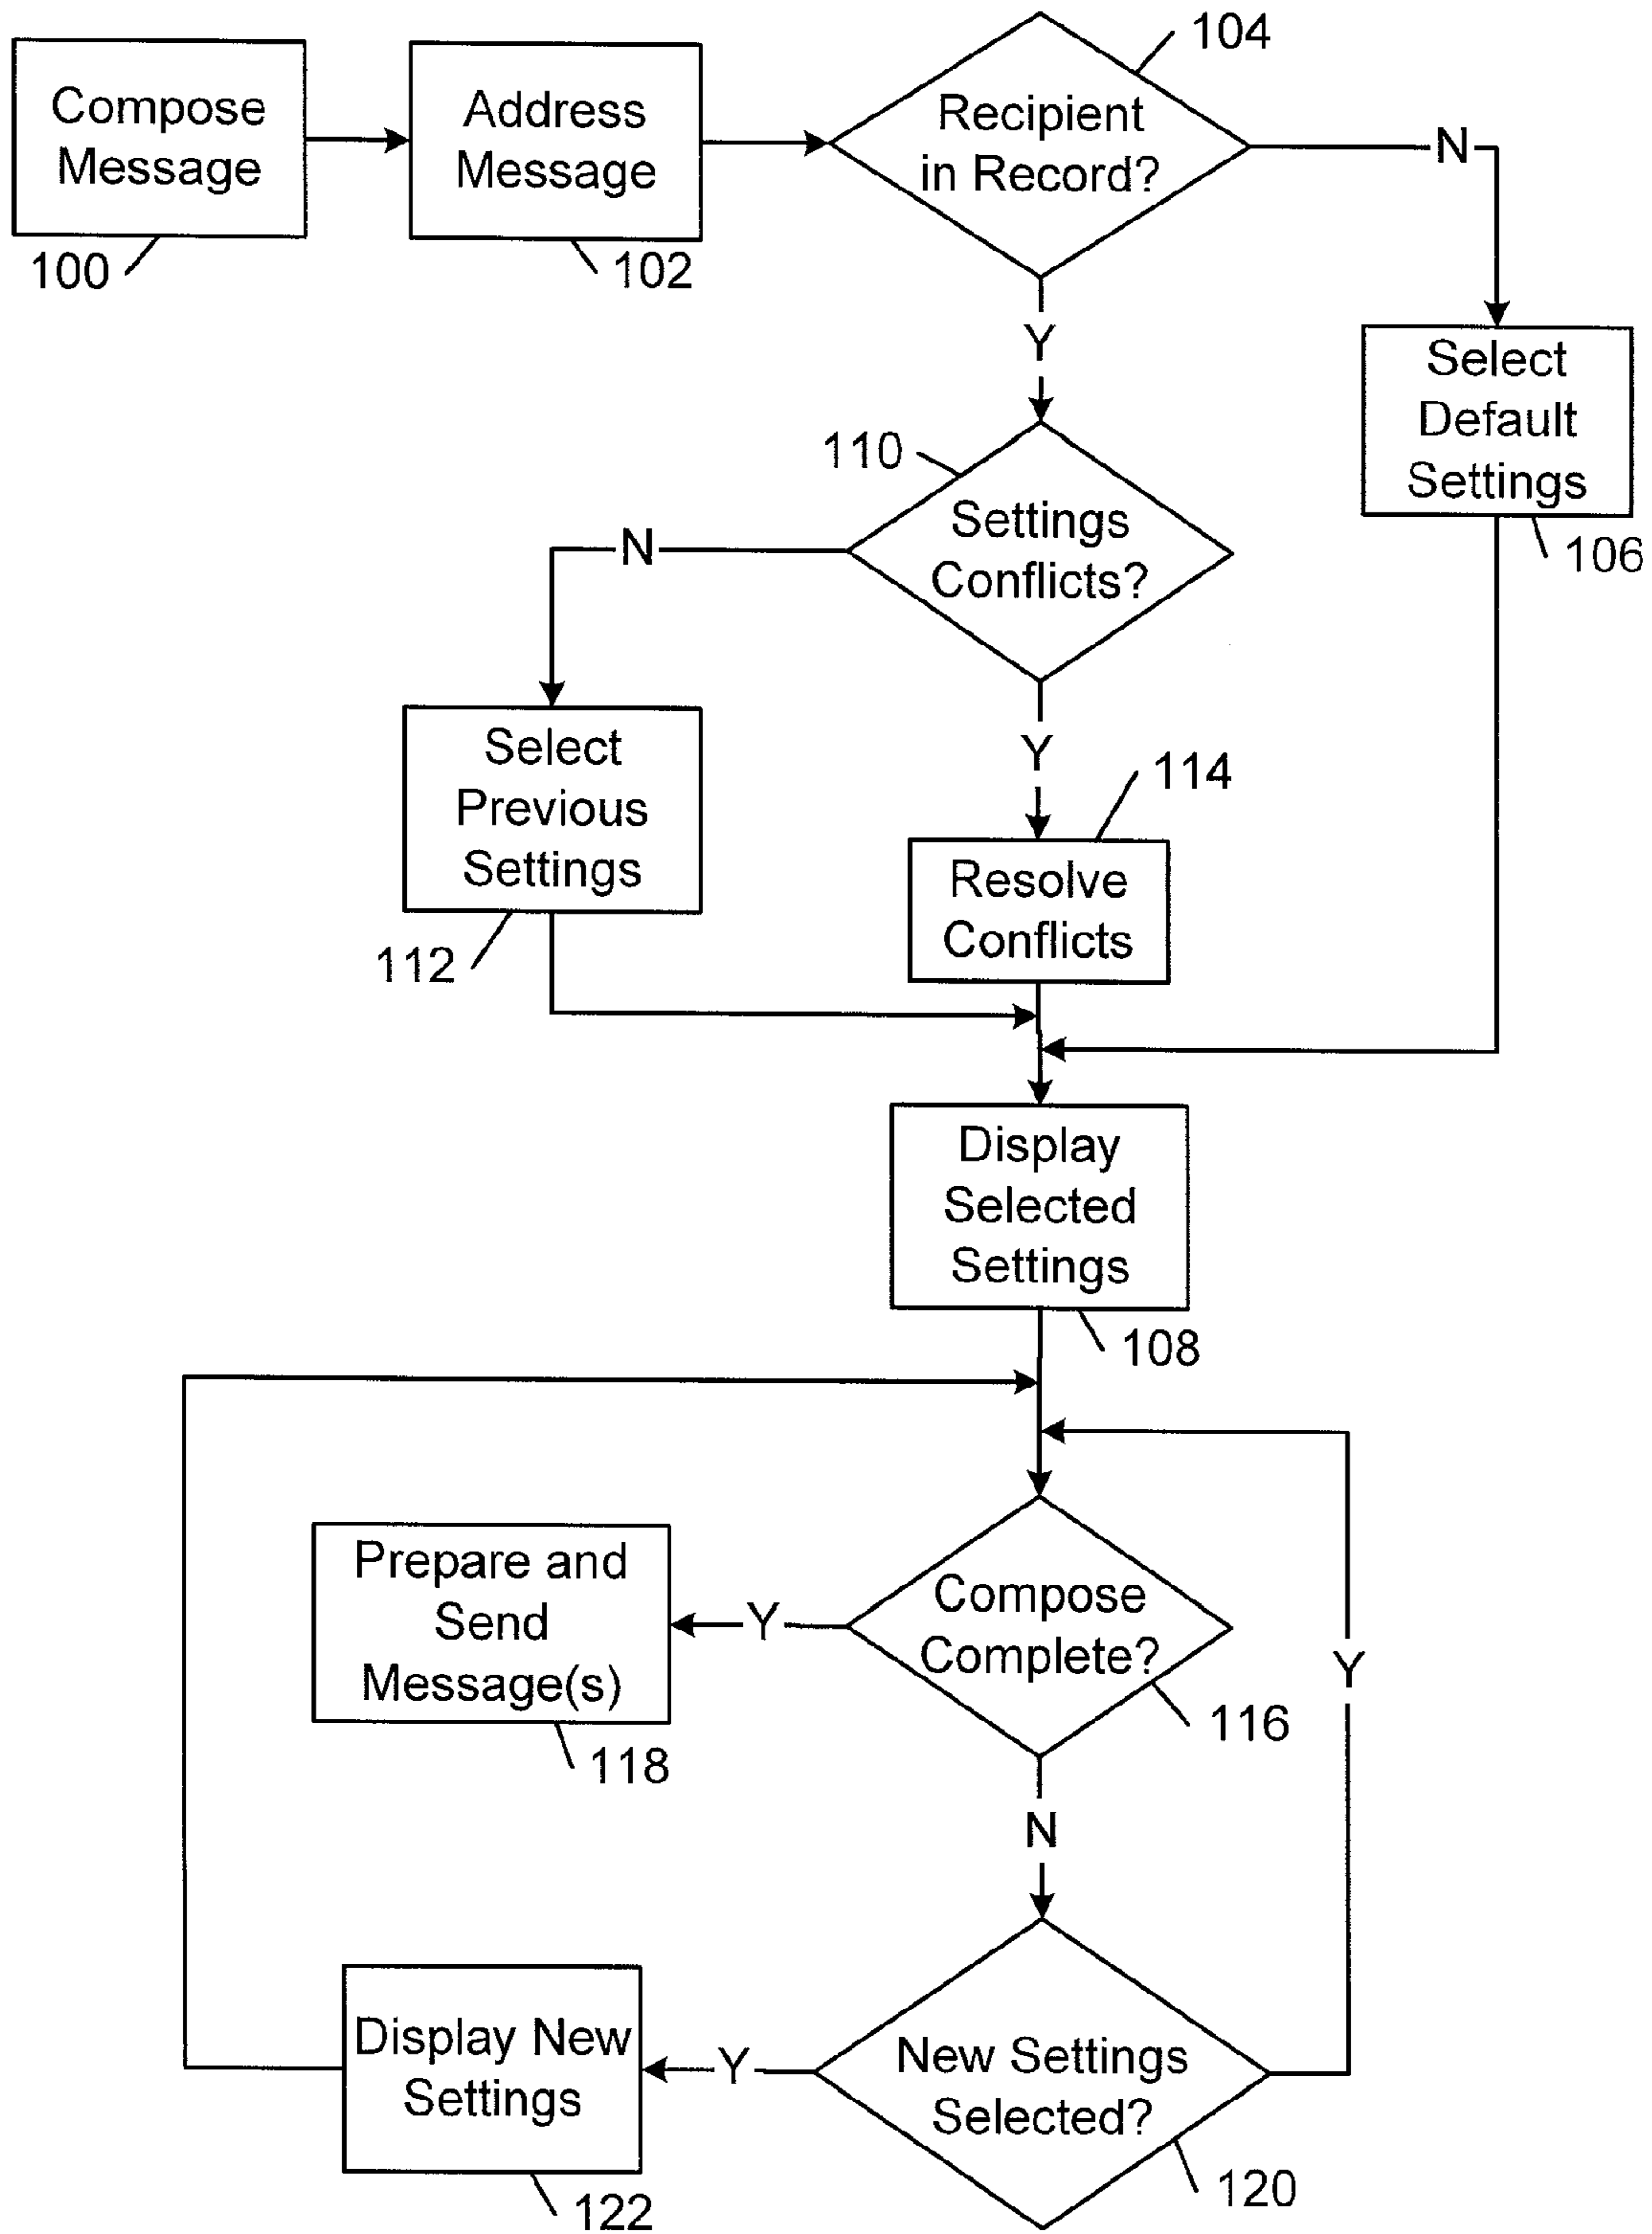 Compose
Message
100
Address
Message
102
104
Recipient
in Record?
N
Y
Select
Default
Settings
106
110
Settings
Conflicts?
N
Y
Select
Previous
Settings
112
114
Resolve
Conflicts
Display
Selected
Settings
108
Prepare and
Send
Message(s)
118
Y
Compose
Complete?
116
Y
N
Display New
Settings
122
Y
New Settings
Selected?
120